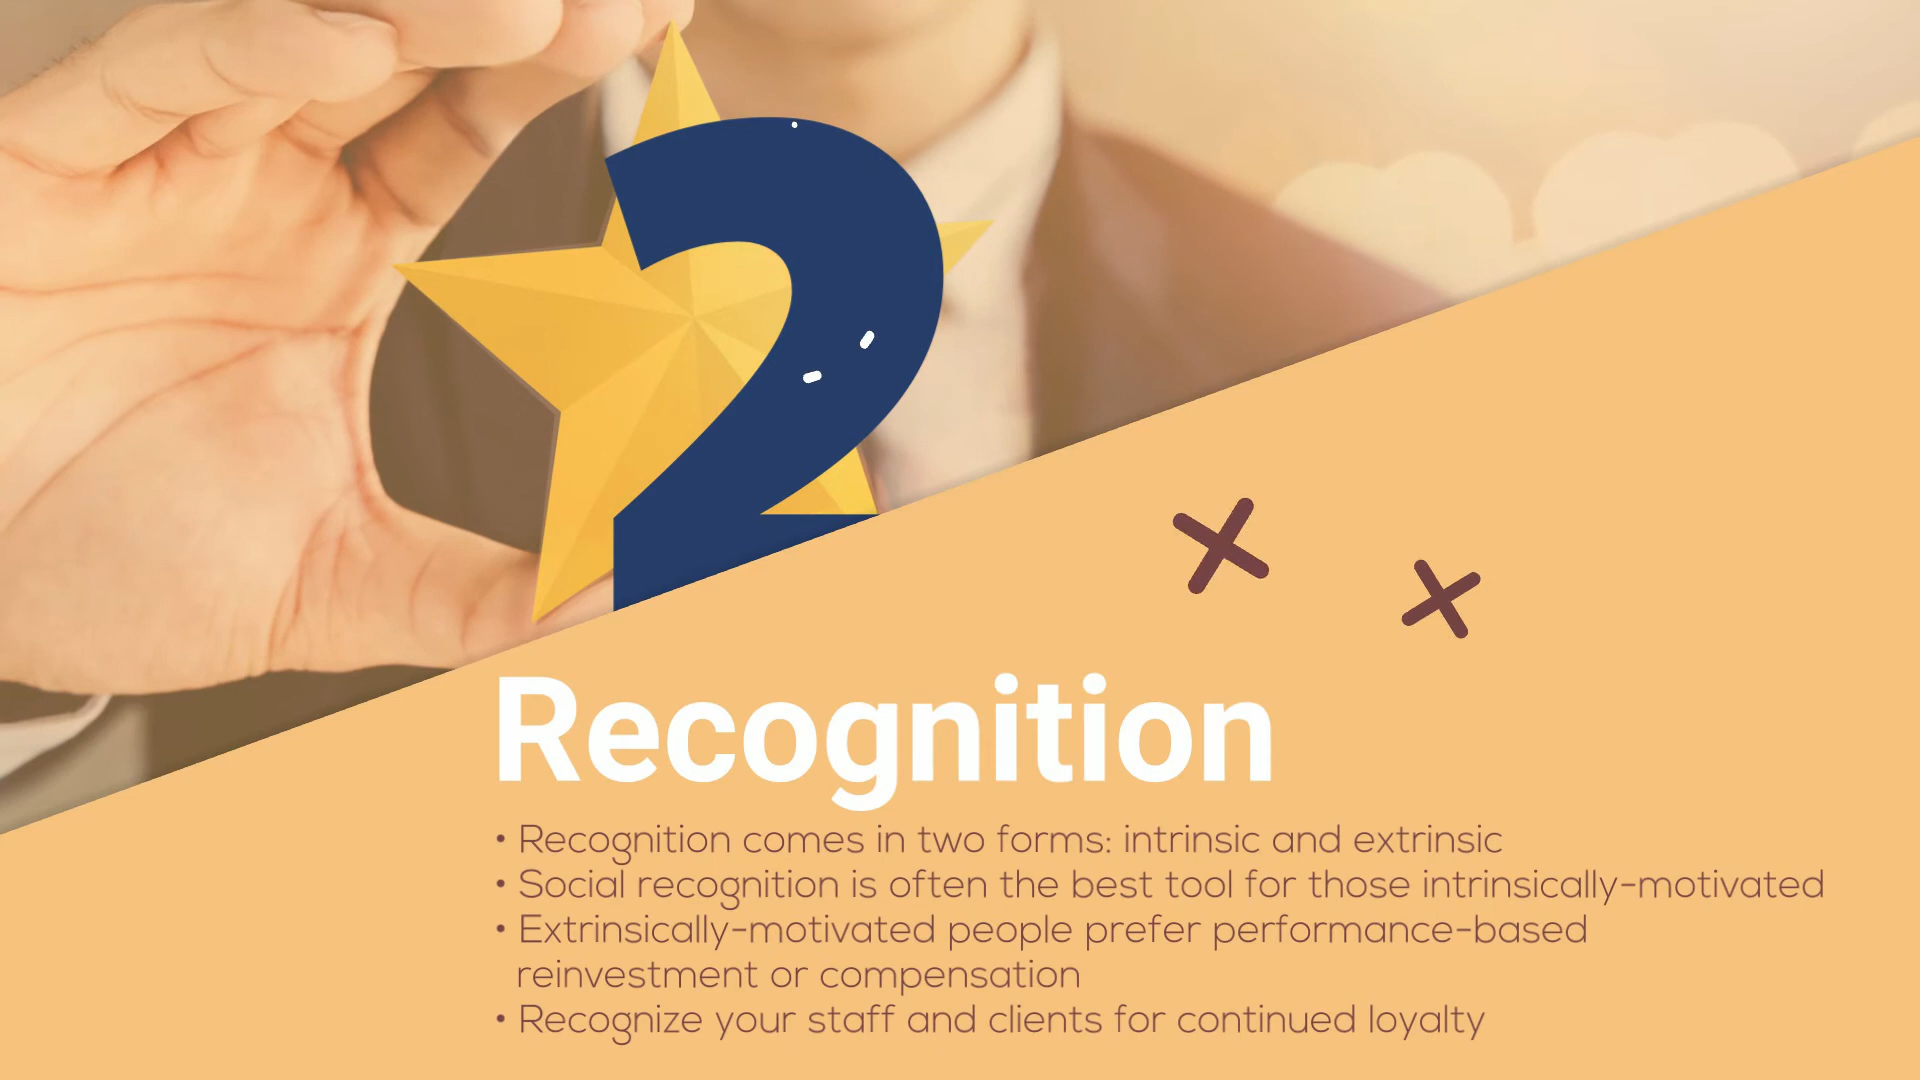 2
Recognition
• Recognition comes in two forms: intrinsic and extrinsic
• Social recognition is often the best tool for those intrinsically-motivated
• Extrinsically-motivated people prefer performance-based
reinvestment or compensation
• Recognize your staff and clients for continued loyalty